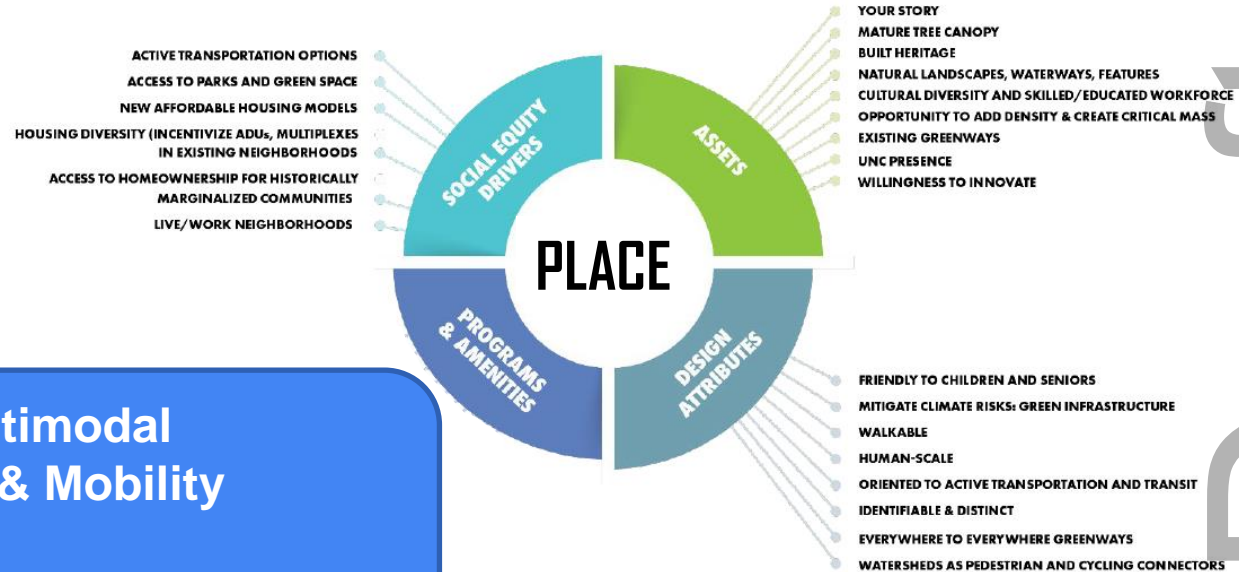 ACTIVE TRANSPORTATION OPTIONS
ACCESS TO PARKS AND GREEN SPACE
NEW AFFORDABLE HOUSING MODELS
HOUSING DIVERSITY (INCENTIVIZE ADUs, MULTIPLEXES
IN EXISTING NEIGHBORHOODS
ACCESS TO HOMEOWNERSHIP FOR HISTORICALLY
MARGINALIZED COMMUNITIES
LIVE/WORK NEIGHBORHOODS
SOCIAL EQUITY
DRIVERS
ASSETS
YOUR STORY
MATURE TREE CANOPY
BUILT HERITAGE
NATURAL LANDSCAPES, WATERWAYS, FEATURES
CULTURAL DIVERSITY AND SKILLED/EDUCATED WORKFORCE
OPPORTUNITY TO ADD DENSITY & CREATE CRITICAL MASS
EXISTING GREENWAYS
UNC PRESENCE
WILLINGNESS TO INNOVATE
PLACE
PROGRAMS
& AMENITIES
DESIGN
ATTRIBUTES
FRIENDLY TO CHILDREN AND SENIORS
MITIGATE CLIMATE RISKS: GREEN INFRASTRUCTURE
WALKABLE
HUMAN-SCALE
ORIENTED TO ACTIVE TRANSPORTATION AND TRANSIT
IDENTIFIABLE & DISTINCT
EVERYWHERE TO EVERYWHERE GREENWAYS
WATERSHEDS AS PEDESTRIAN AND CYCLING CONNECTORS
timodal
& Mobility